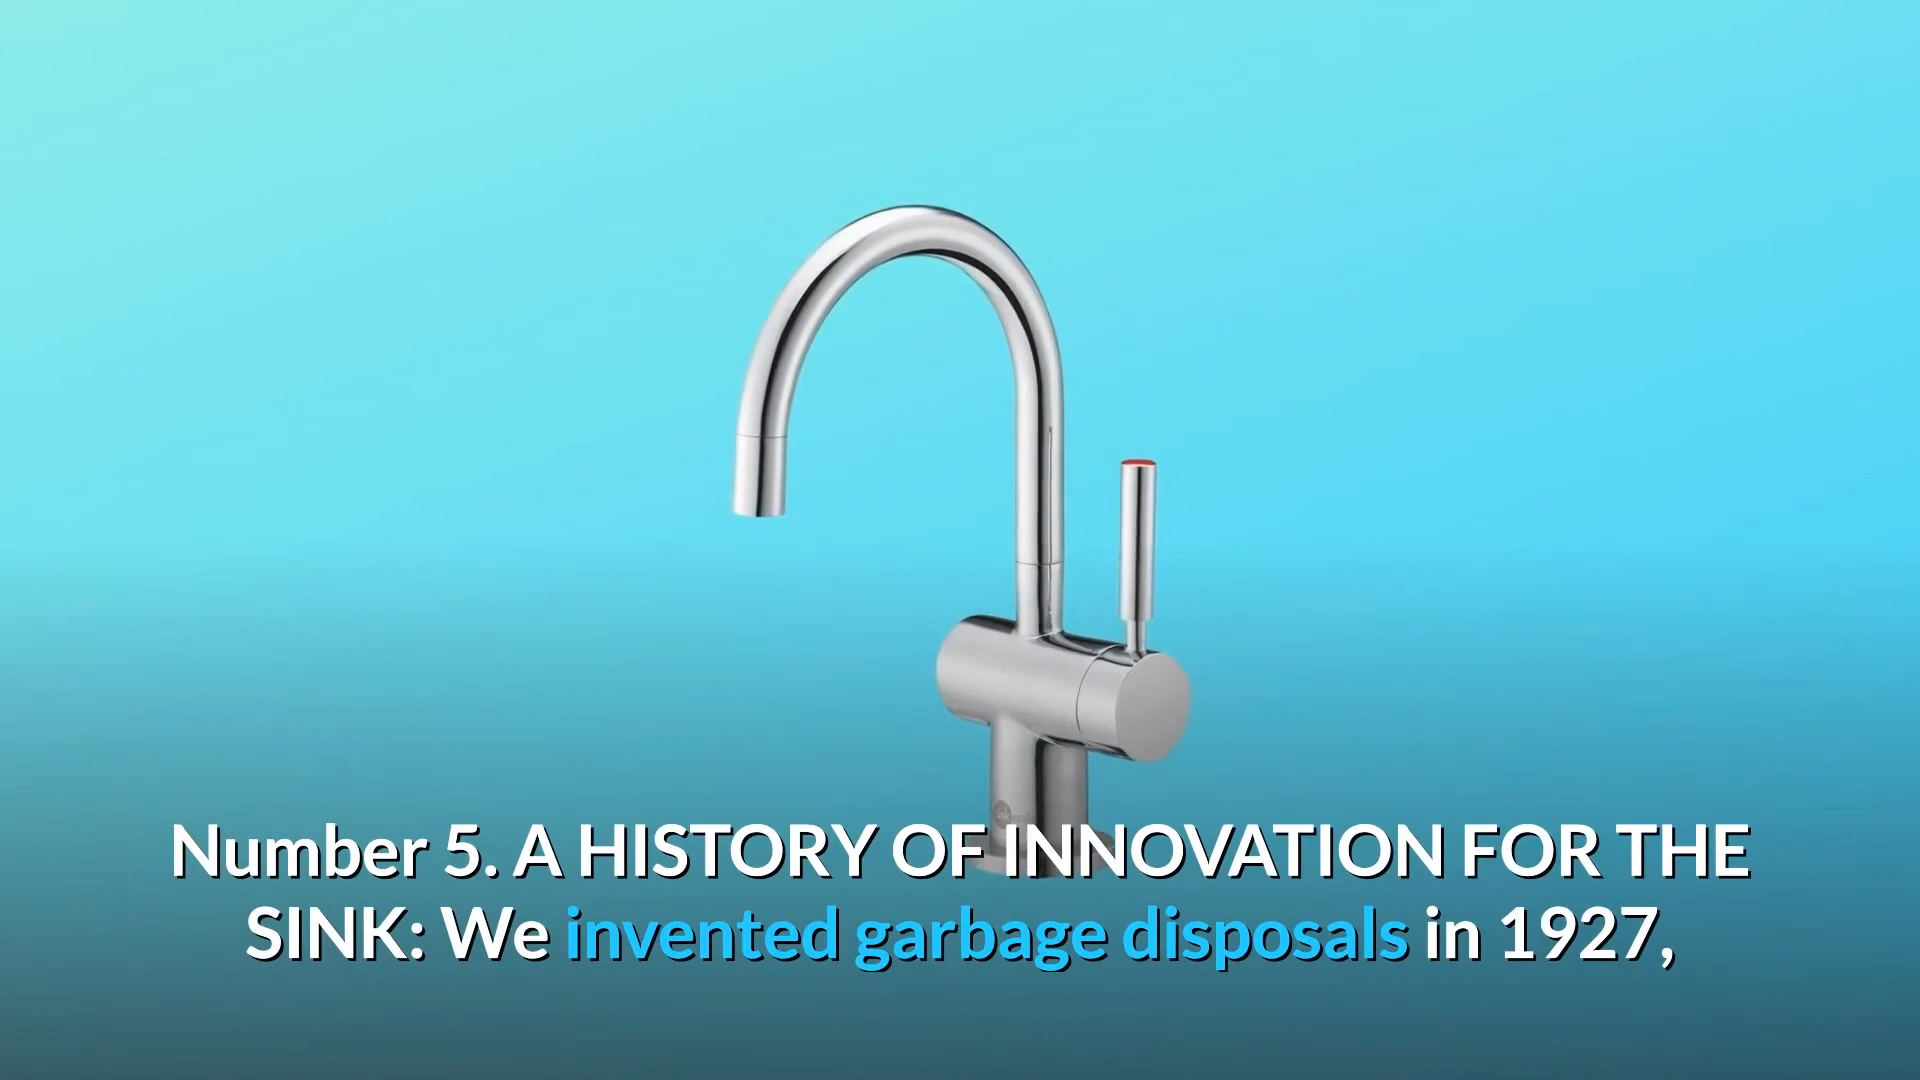 Number 5. A HISTORY OF INNOVATION FOR THE
SINK: We invented garbage disposals in 1927,